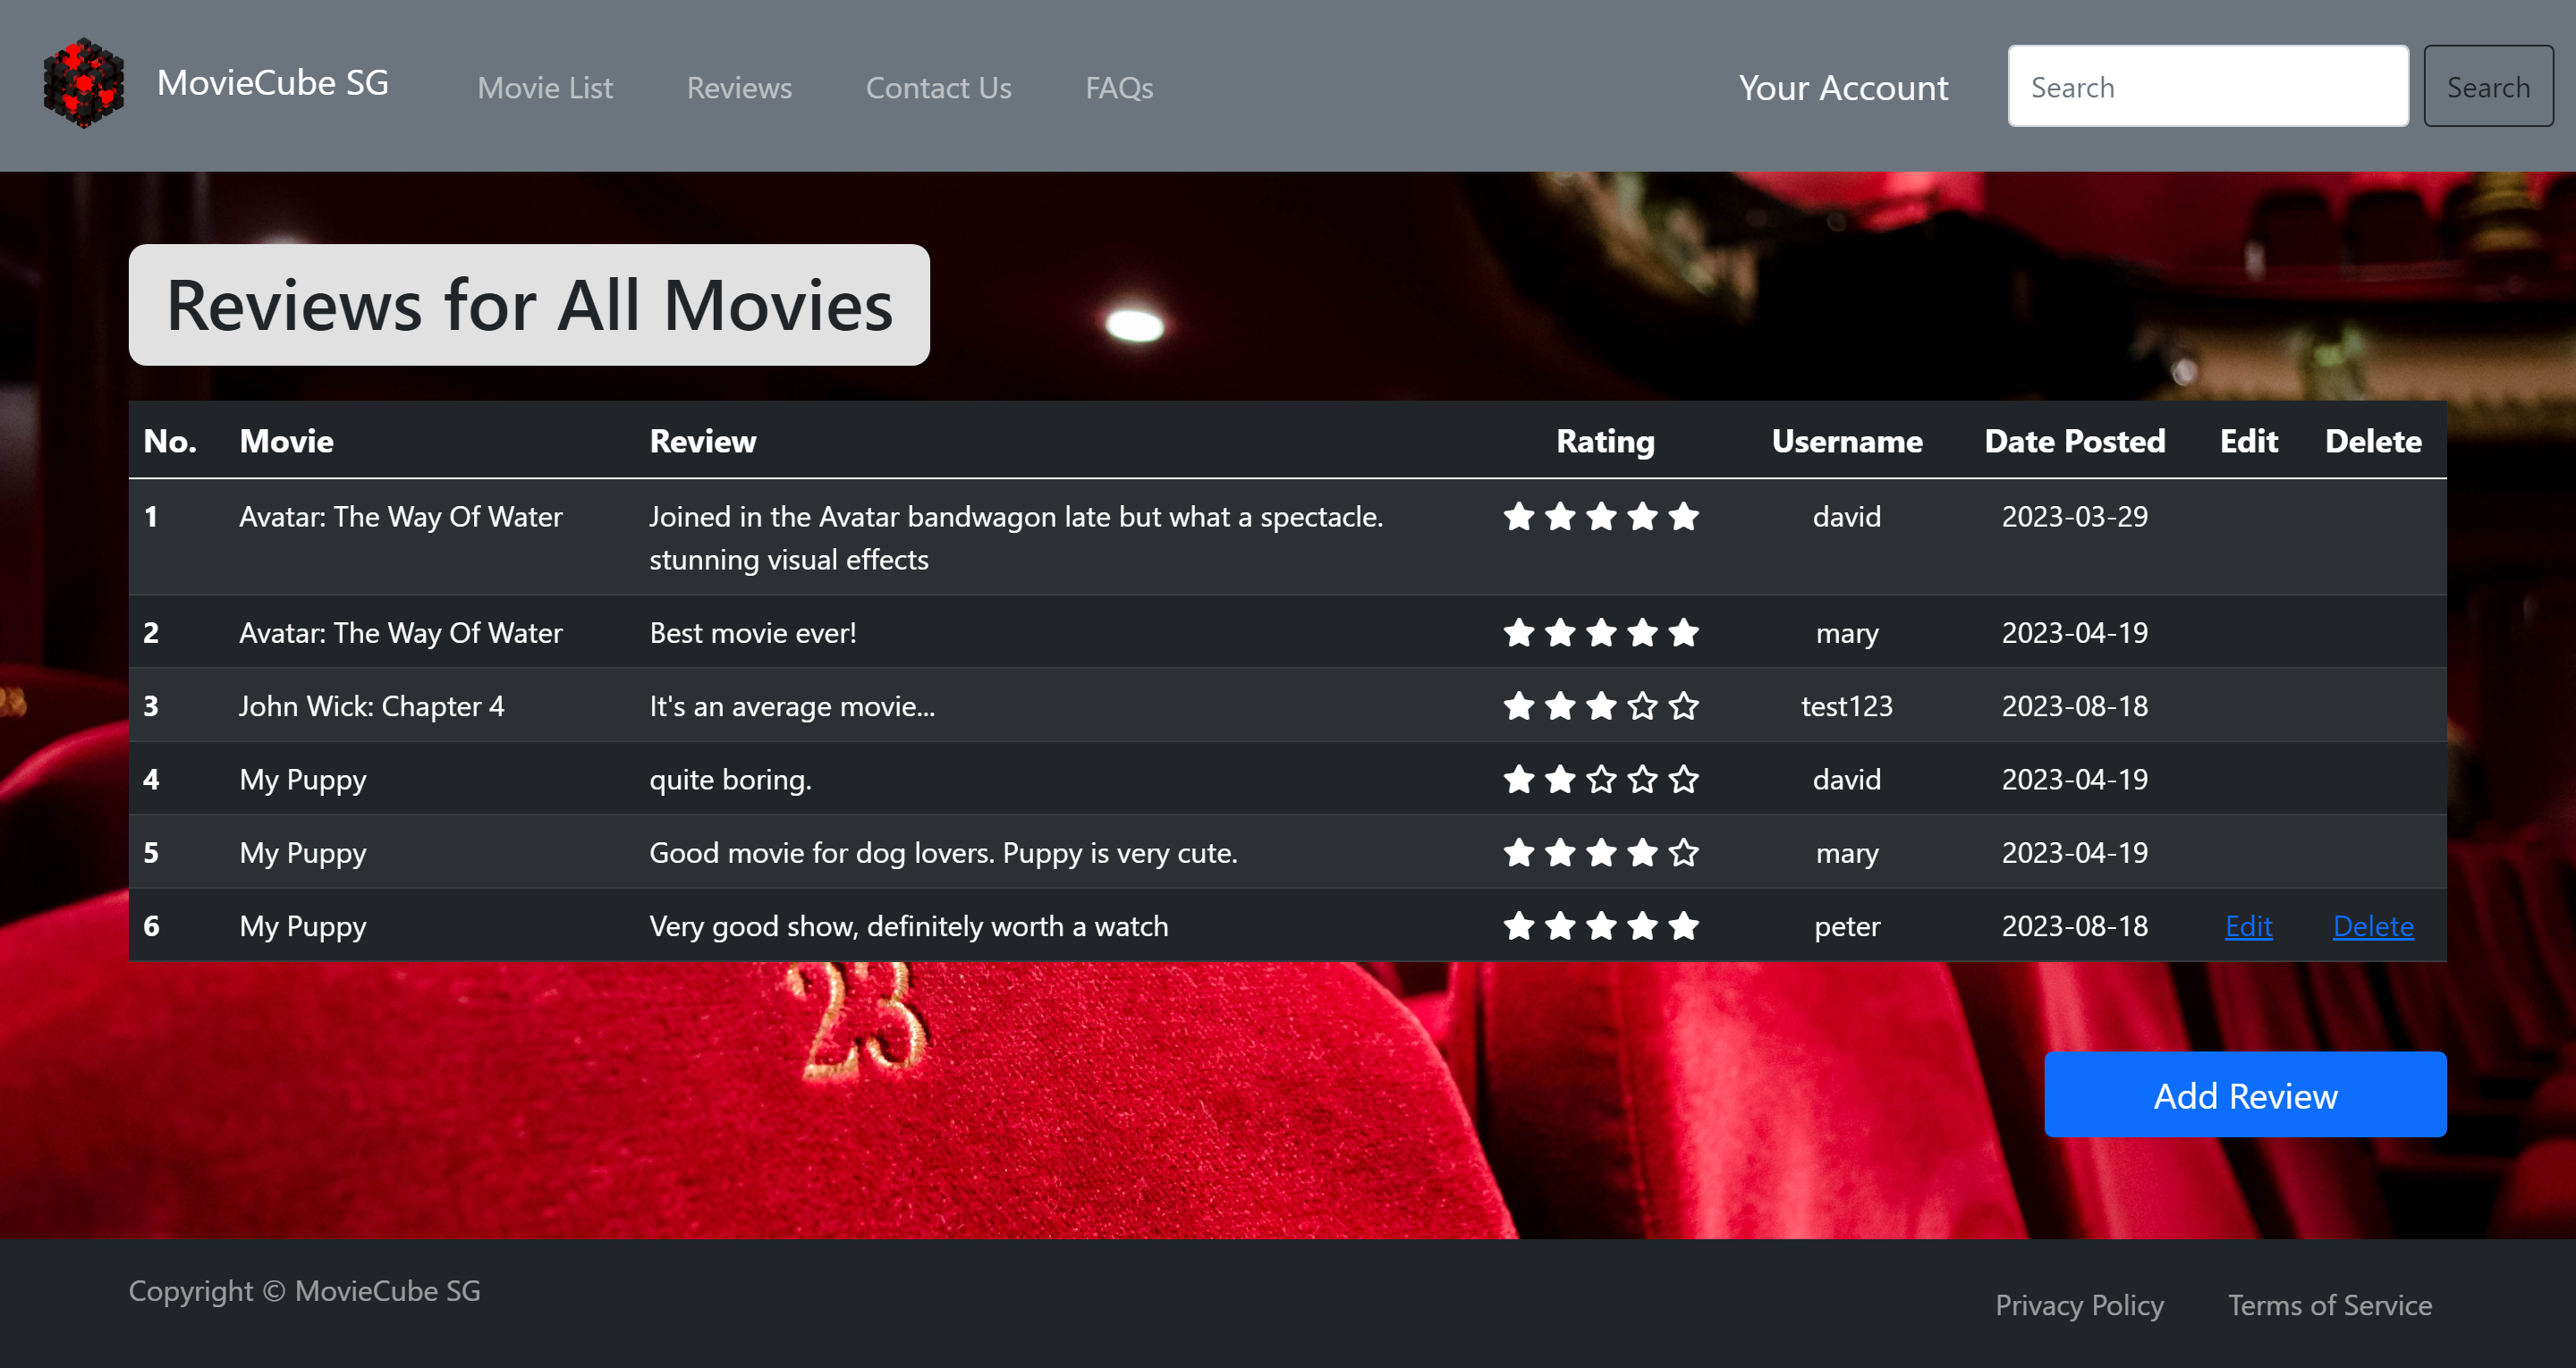 MovieCube SG Movie List Reviews Contact Us FAQs Your Account Search Search
Reviews for All Movies
No. Movie Review Rating Username Date Posted Edit Delete
1 Avatar: The Way Of Water Joined in the Avatar bandwagon late but what a spectacle. david 2023-03-29
stunning visual effects
2 Avatar: The Way Of Water Best movie ever! mary 2023-04-19
3 John Wick: Chapter 4 It's an average movie... test123 2023-08-18
4 My Puppy quite boring. david 2023-04-19
5 My Puppy Good movie for dog lovers. Puppy is very cute. mary 2023-04-19
6 My Puppy Very good show, definitely worth a watch peter 2023-08-18 Edit Delete
23
Add Review
Copyright © MovieCube SG
Privacy Policy Terms of Service